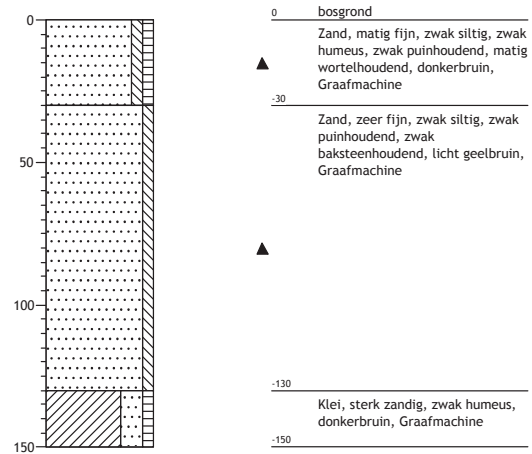 0
0
bosgrond
Zand, matig fijn, zwak siltig, zwak
humeus, zwak puinhoudend, matig
wortelhoudend, donkerbruin,
Graafmachine
-30
Zand, zeer fijn, zwak siltig, zwak
puinhoudend, zwak
baksteenhoudend, licht geelbruin,
Graafmachine
50
100
-130
Klei, sterk zandig, zwak humeus,
donkerbruin, Graafmachine
150
-150